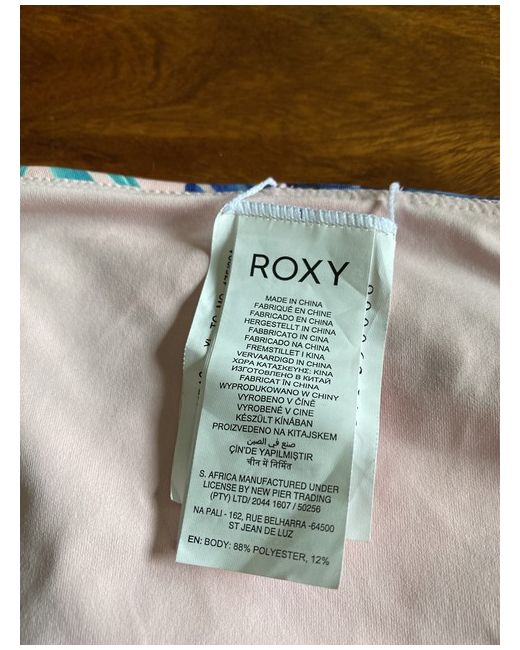 ROXY
MADE IN CHINA
FABRIQUÉ EN CHINE
FABRICADO EN CHINA
HERGESTELLT IN CHINA
FABBRICATO IN CINA
FABRICADO NA CHINA
FREMSTILLET I KINA
VERVAARDIGD IN CHINA
ΧΩΡΑ ΚΑΤΑΣΚΕΥΗΣ: ΚΙΝΑ
ИЗГОТОВЛЕНО В КИТАЙ
FABRICAT ÎN CHINA
WYPRODUKOWANO W CHINY
VYROBENO V ČÍNĚ
VYROBENÉ V CINE
KÉSZÜLT KÍNÁBAN
PROIZVEDENO NA KITAJSKEM
صنع في الصين
ÇİN'DE YAPILMIŞTIR
चीन में निर्मित
S. AFRICA MANUFACTURED UNDER
LICENSE BY NEW PIER TRADING
(PTY) LTD/ 2044 1607 / 50256
NA PALI - 162, RUE BELHARRA -64500
ST JEAN DE LUZ
EN: BODY: 88% POLYESTER, 12%